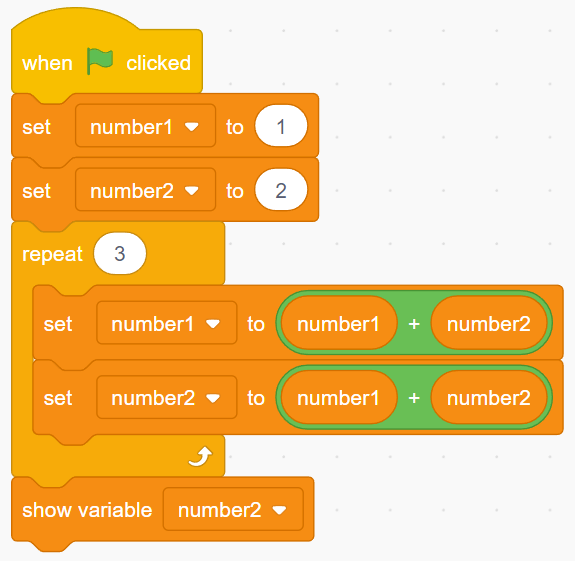 when clicked
set number1 to 1
set number2 to 2
repeat 3
set number1 to number1 + number2
set number2 to number1 + number2
show variable number2